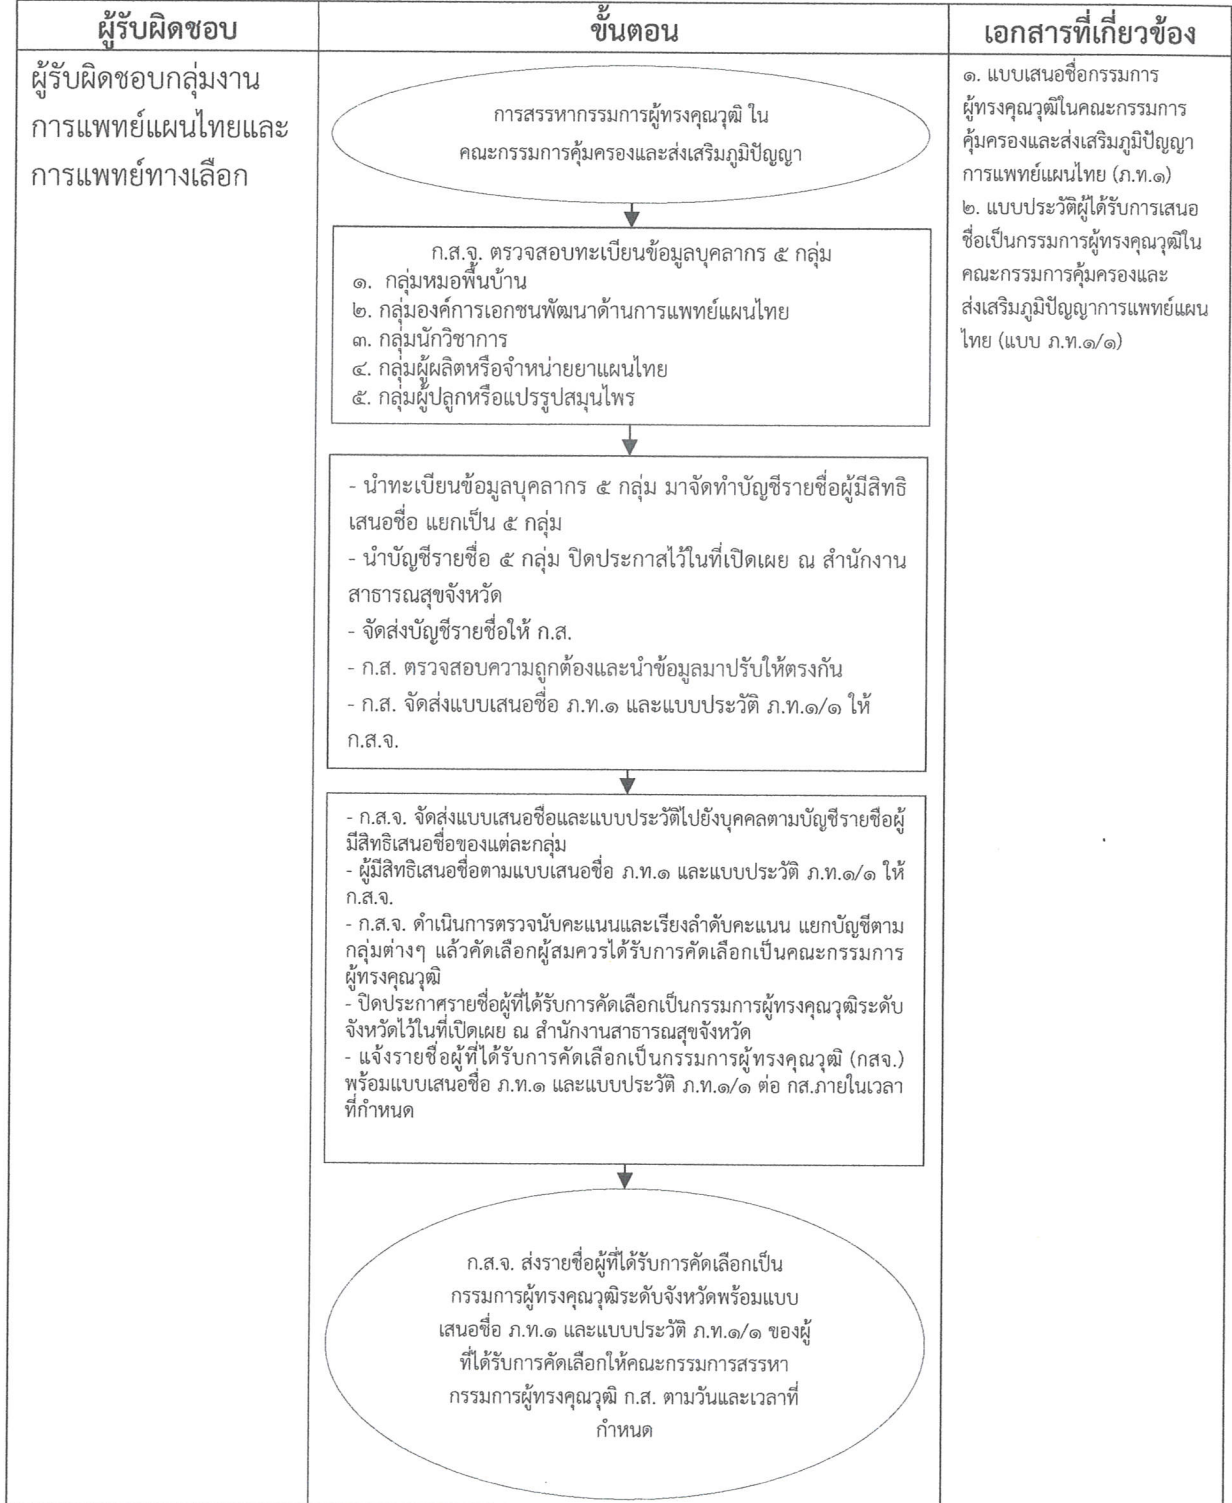 ผู้รับผิดชอบ
ขั้นตอน
เอกสารที่เกี่ยวข้อง
ผู้รับผิดชอบกลุ่มงาน
การแพทย์แผนไทยและ
การแพทย์ทางเลือก
การสรรหากรรมการผู้ทรงคุณวุฒิ ใน
คณะกรรมการคุ้มครองและส่งเสริมภูมิปัญญา
ก.ส.จ. ตรวจสอบทะเบียนข้อมูลบุคลากร ๕ กลุ่ม
๑. กลุ่มหมอพื้นบ้าน
๒. กลุ่มองค์การเอกชนพัฒนาด้านการแพทย์แผนไทย
๓. กลุ่มนักวิชาการ
๔. กลุ่มผู้ผลิตหรือจำหน่ายยาแผนไทย
๕. กลุ่มผู้ปลูกหรือแปรรูปสมุนไพร
- นำทะเบียนข้อมูลบุคลากร ๕ กลุ่ม มาจัดทำบัญชีรายชื่อผู้มีสิทธิ
เสนอชื่อ แยกเป็น ๕ กลุ่ม
- นำบัญชีรายชื่อ ๕ กลุ่ม ปิดประกาสไว้ในที่เปิดเผย ณ สำนักงาน
สาธารณสุขจังหวัด
- จัดส่งบัญชีรายชื่อให้ ก.ส.
- ก.ส. ตรวจสอบความถูกต้องและนำข้อมูลมาปรับให้ตรงกัน
- ก.ส. จัดส่งแบบเสนอชื่อ ภ.ท.๑ และแบบประวัติ ภ.ท.๑/๑ ให้
ก.ส.จ.
- ก.ส.จ. จัดส่งแบบเสนอชื่อและแบบประวัติไปยังบุคคลตามบัญชีรายชื่อผู้
มีสิทธิเสนอชื่อของแต่ละกลุ่ม
- ผู้มีสิทธิเสนอชื่อตามแบบเสนอชื่อ ภ.ท.๑ และแบบประวัติ ภ.ท.๑/๑ ให้
ก.ส.จ.
- ก.ส.จ. ดำเนินการตรวจนับคะแนนและเรียงลำดับคะแนน แยกบัญชีตาม
กลุ่มต่างๆ แล้วคัดเลือกผู้สมควรได้รับการคัดเลือกเป็นคณะกรรมการ
ผู้ทรงคุณวุฒิ
- ปิดประกาศรายชื่อผู้ที่ได้รับการคัดเลือกเป็นกรรมการผู้ทรงคุณวุฒิระดับ
จังหวัดไว้ในที่เปิดเผย ณ สำนักงานสาธารณสุขจังหวัด
- แจ้งรายชื่อผู้ที่ได้รับการคัดเลือกเป็นกรรมการผู้ทรงคุณวุฒิ (กสจ.)
พร้อมแบบเสนอชื่อ ภ.ท.๑ และแบบประวัติ ภ.ท.๑/๑ ต่อ กส.ภายในเวลา
ที่กำหนด
ก.ส.จ. ส่งรายชื่อผู้ที่ได้รับการคัดเลือกเป็น
กรรมการผู้ทรงคุณวุฒิระดับจังหวัดพร้อมแบบ
เสนอชื่อ ภ.ท.๑ และแบบประวัติ ภ.ท.๑/๑ ของผู้
ที่ได้รับการคัดเลือกให้คณะกรรมการสรรหา
กรรมการผู้ทรงคุณวุฒิ ก.ส. ตามวันและเวลาที่
กำหนด
๑. แบบเสนอชื่อกรรมการ
ผู้ทรงคุณวุฒิในคณะกรรมการ
คุ้มครองและส่งเสริมภูมิปัญญา
การแพทย์แผนไทย (ภ.ท.๑)
๒. แบบประวัติผู้ได้รับการเสนอ
ชื่อเป็นกรรมการผู้ทรงคุณวุฒิใน
คณะกรรมการคุ้มครองและ
ส่งเสริมภูมิปัญญาการแพทย์แผน
ไทย (แบบ ภ.ท.๑/๑)